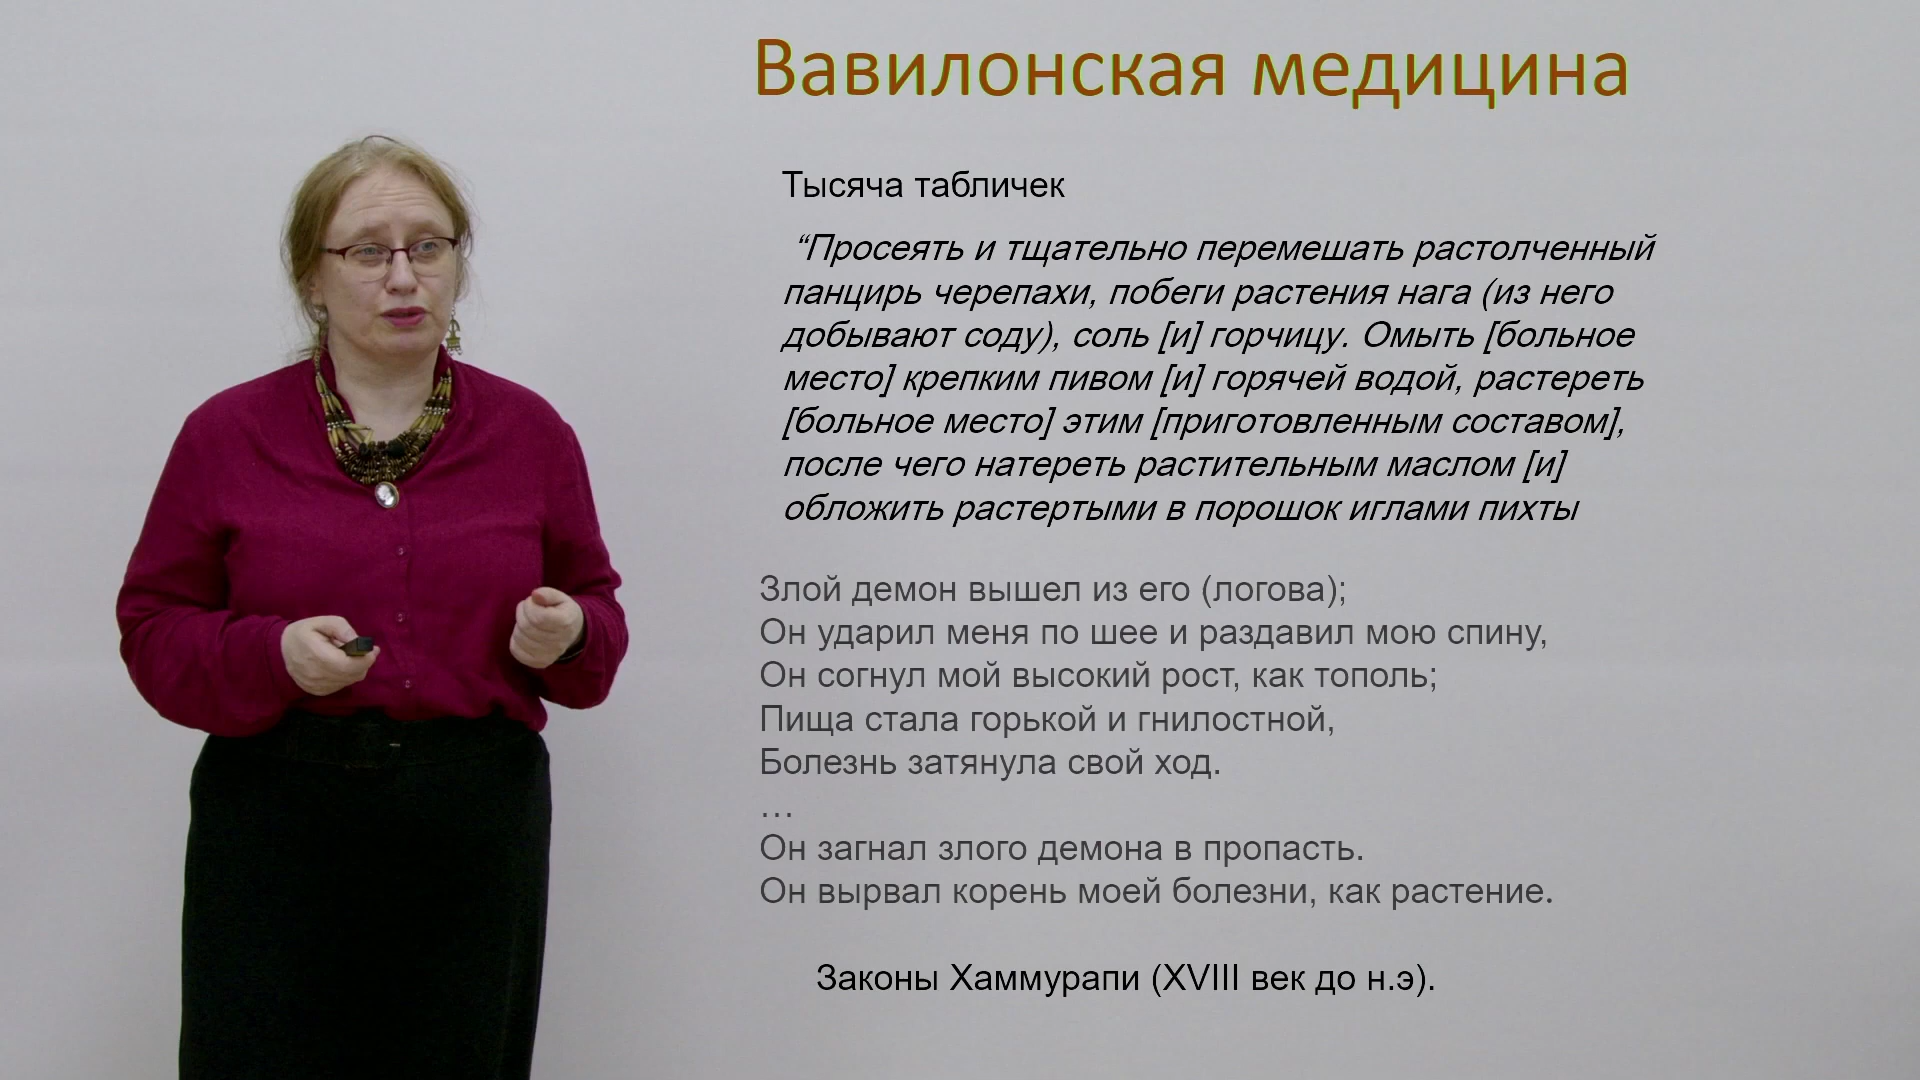 Вавилонская медицина
Тысяча табличек
“Просеять и тщательно перемешать растолченный
панцирь черепахи, побеги растения нага (из него
добывают соду), соль [и] горчицу. Омыть [больное
место] крепким пивом [и] горячей водой, растереть
[больное место] этим [приготовленным составом],
после чего натереть растительным маслом [и]
обложить растертыми в порошок иглами пихты
Злой демон вышел из его (логова);
Он ударил меня по шее и раздавил мою спину,
Он согнул мой высокий рост, как тополь;
Пища стала горькой и гнилостной,
Болезнь затянула свой ход.
…
Он загнал злого демона в пропасть.
Он вырвал корень моей болезни, как растение.
Законы Хаммурапи (XVIII век до н.э).